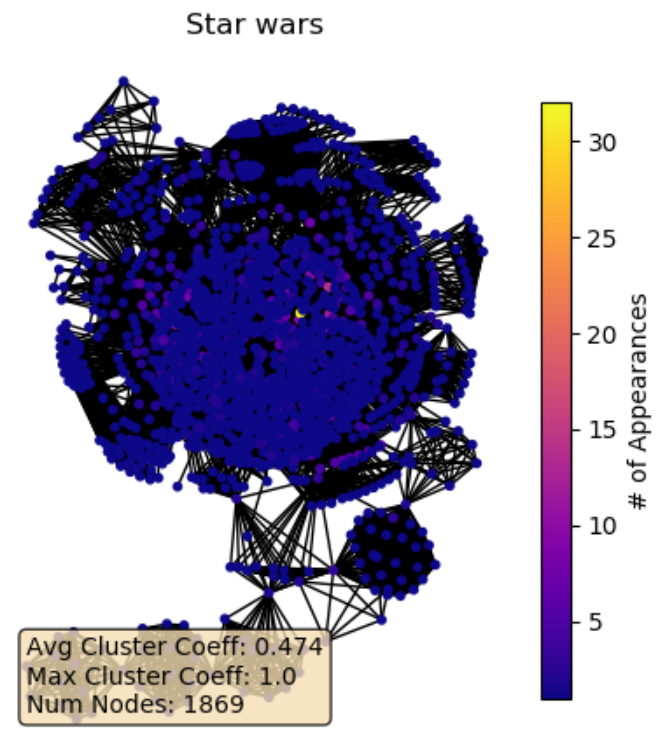 Star wars
30
25
20
15
10
5
# of Appearances
Avg Cluster Coeff: 0.474
Max Cluster Coeff: 1.0
Num Nodes: 1869